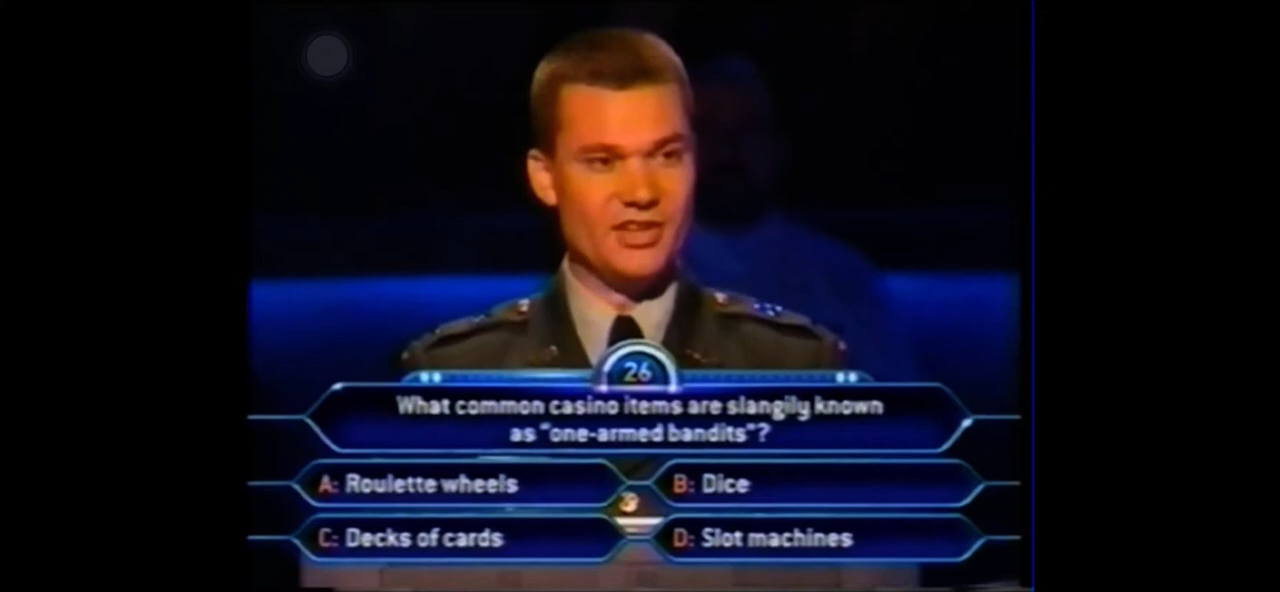 26
What common casino items are slangily known
as "one-armed bandits"?
A: Roulette wheels
B: Dice
C: Decks of cards
D: Slot machines